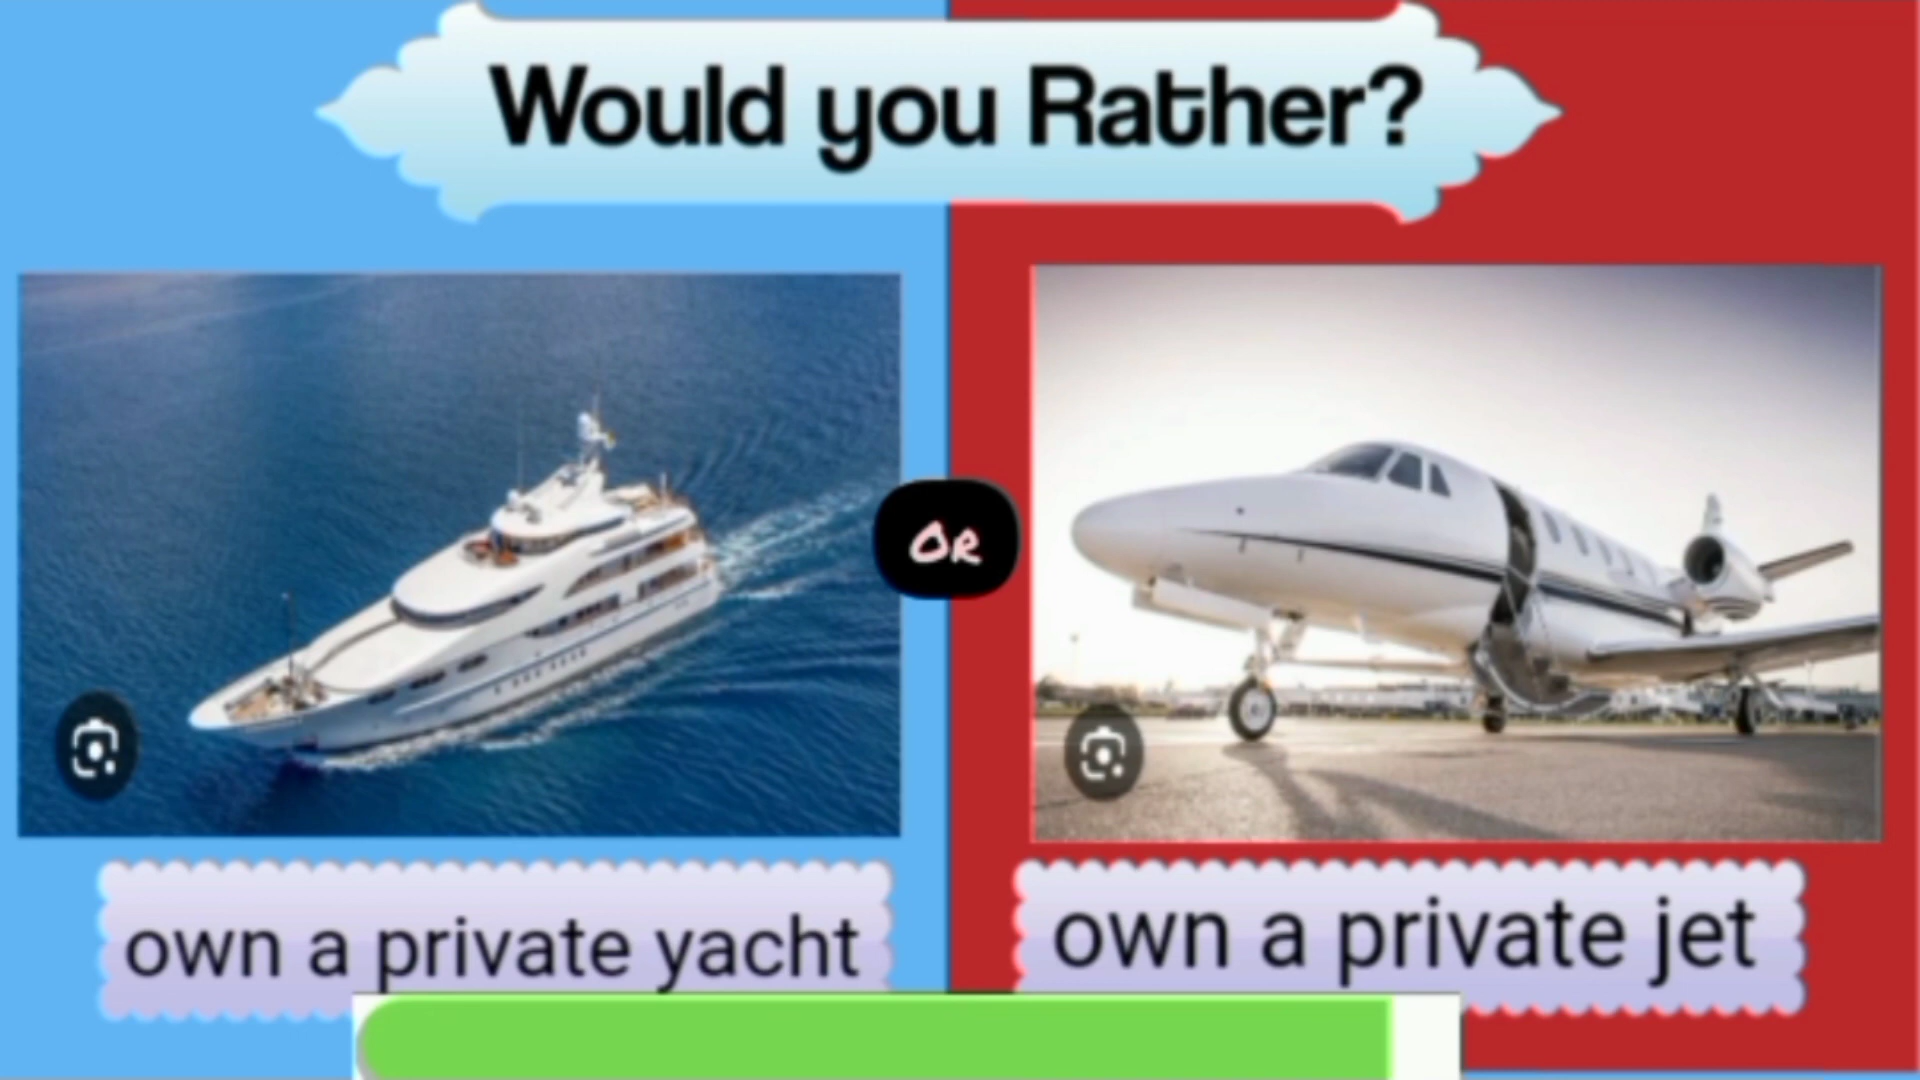 Would you Rather?
OR
own a private yacht
own a private jet